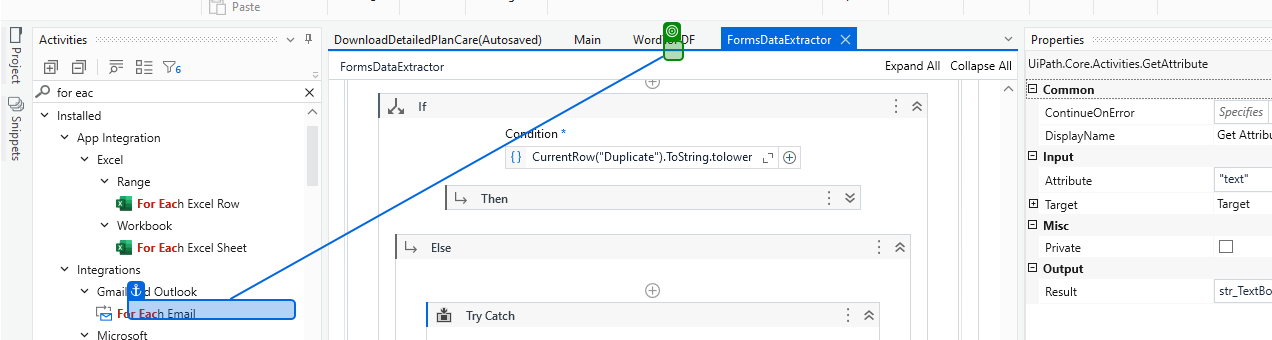 Paste
Project
Snippets
Activities
for eac
Installed
App Integration
Excel
Range
For Each Excel Row
Workbook
For Each Excel Sheet
Integrations
Gmail Outlook
For Each Email
Microsoft
DownloadDetailedPlanCare(Autosaved) Main Word DF FormsDataExtractor
FormsDataExtractor Expand All Collapse All
If
Condition *
{} CurrentRow("Duplicate").ToString.tolower
Then
Else
Try Catch
Properties
UiPath.Core.Activities.GetAttribute
Common
ContinueOnError Specifies
DisplayName Get Attribu
Input
Attribute "text"
Target Target
Misc
Private
Output
Result str_TextBo